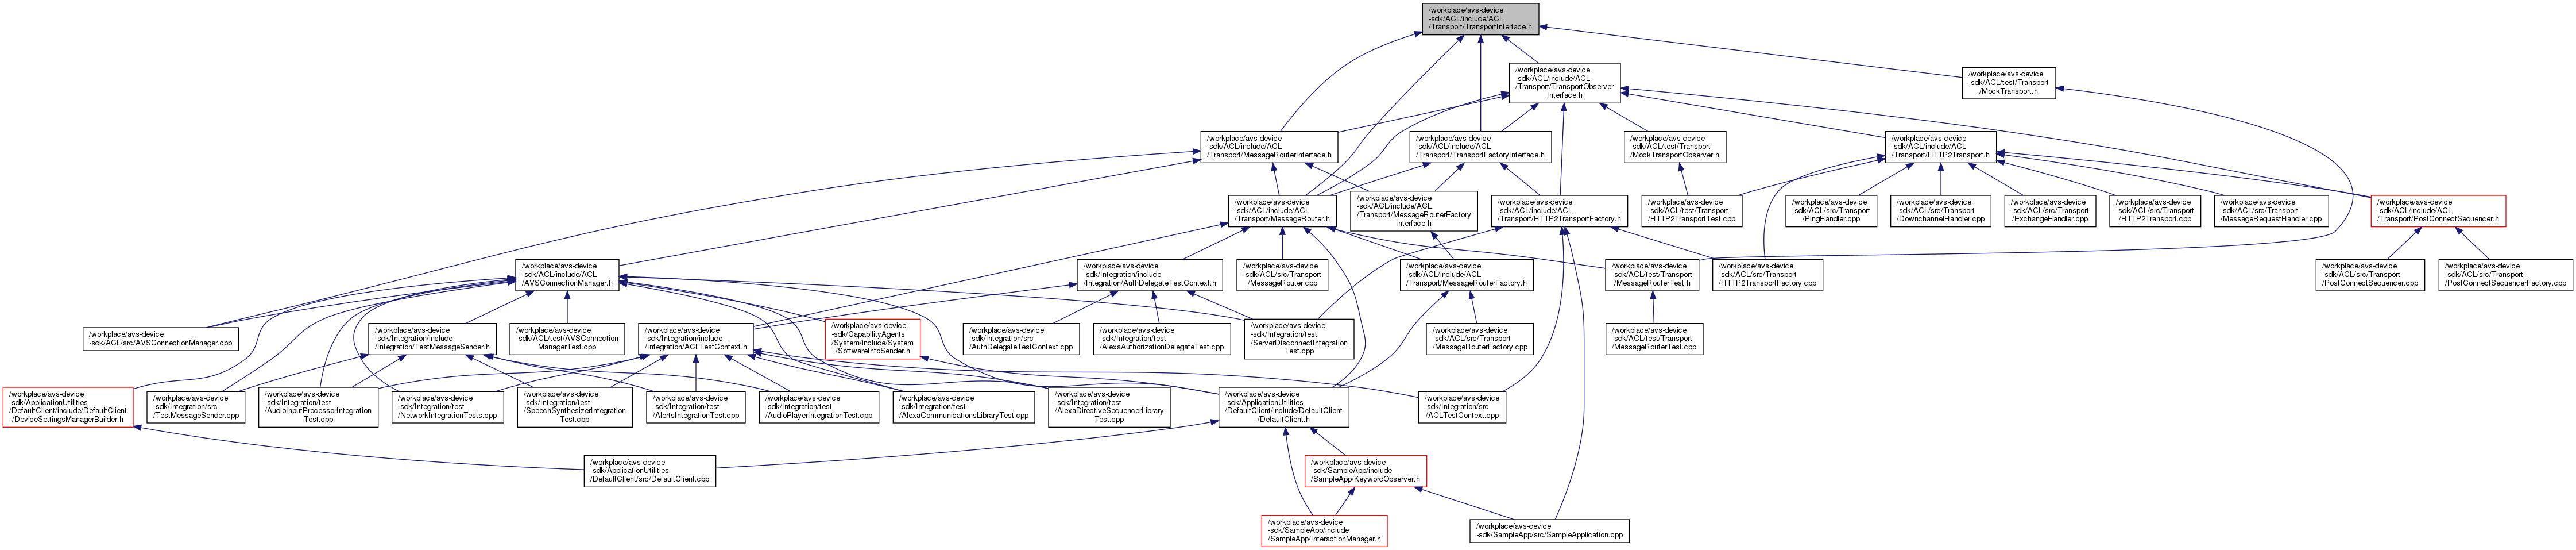 /workplace/avs-device
-sdk/ACL/include/ACL
/Transport/TransportInterface.h
/workplace/avs-device
-sdk/ACL/include/ACL
/Transport/TransportObserver
Interface.h
/workplace/avs-device
-sdk/ACL/test/Transport
/MockTransport.h
/workplace/avs-device
-sdk/ACL/include/ACL
/Transport/MessageRouterInterface.h
/workplace/avs-device
-sdk/ACL/include/ACL
/Transport/TransportFactoryInterface.h
/workplace/avs-device
-sdk/ACL/test/Transport
/MockTransportObserver.h
/workplace/avs-device
-sdk/ACL/include/ACL
/Transport/HTTP2Transport.h
/workplace/avs-device
-sdk/ACL/include/ACL
/Transport/MessageRouter.h
/workplace/avs-device
-sdk/ACL/include/ACL
/Transport/MessageRouterFactory
Interface.h
/workplace/avs-device
-sdk/ACL/include/ACL
/Transport/HTTP2TransportFactory.h
/workplace/avs-device
-sdk/ACL/test/Transport
/HTTP2TransportTest.cpp
/workplace/avs-device
-sdk/ACL/src/Transport
/PingHandler.cpp
/workplace/avs-device
-sdk/ACL/src/Transport
/DownchannelHandler.cpp
/workplace/avs-device
-sdk/ACL/src/Transport
/ExchangeHandler.cpp
/workplace/avs-device
-sdk/ACL/src/Transport
/HTTP2Transport.cpp
/workplace/avs-device
-sdk/ACL/src/Transport
/MessageRequestHandler.cpp
/workplace/avs-device
-sdk/ACL/include/ACL
/Transport/PostConnectSequencer.h
/workplace/avs-device
-sdk/ACL/include/ACL
/AVSConnectionManager.h
/workplace/avs-device
-sdk/Integration/include
/Integration/AuthDelegateTestContext.h
/workplace/avs-device
-sdk/ACL/src/Transport
/MessageRouter.cpp
/workplace/avs-device
-sdk/ACL/include/ACL
/Transport/MessageRouterFactory.h
/workplace/avs-device
-sdk/ACL/test/Transport
/MessageRouterTest.h
/workplace/avs-device
-sdk/ACL/src/Transport
/HTTP2TransportFactory.cpp
/workplace/avs-device
-sdk/ACL/src/Transport
/PostConnectSequencer.cpp
/workplace/avs-device
-sdk/ACL/src/Transport
/PostConnectSequencerFactory.cpp
/workplace/avs-device
-sdk/ACL/src/AVSConnectionManager.cpp
/workplace/avs-device
-sdk/Integration/include
/Integration/TestMessageSender.h
/workplace/avs-device
-sdk/ACL/test/AVSConnection
ManagerTest.cpp
/workplace/avs-device
-sdk/Integration/include
/Integration/ACLTestContext.h
/workplace/avs-device
-sdk/CapabilityAgents
/System/include/System
/SoftwareInfoSender.h
/workplace/avs-device
-sdk/Integration/src
/AuthDelegateTestContext.cpp
/workplace/avs-device
-sdk/Integration/test
/AlexaAuthorizationDelegateTest.cpp
/workplace/avs-device
-sdk/Integration/test
/ServerDisconnectIntegration
Test.cpp
/workplace/avs-device
-sdk/ACL/src/Transport
/MessageRouterFactory.cpp
/workplace/avs-device
-sdk/ACL/test/Transport
/MessageRouterTest.cpp
/workplace/avs-device
-sdk/ApplicationUtilities
/DefaultClient/include/DefaultClient
/DeviceSettingsManagerBuilder.h
/workplace/avs-device
-sdk/Integration/src
/TestMessageSender.cpp
/workplace/avs-device
-sdk/Integration/test
/AudioInputProcessorIntegration
Test.cpp
/workplace/avs-device
-sdk/Integration/test
/NetworkIntegrationTests.cpp
/workplace/avs-device
-sdk/Integration/test
/SpeechSynthesizerIntegration
Test.cpp
/workplace/avs-device
-sdk/Integration/test
/AlertsIntegrationTest.cpp
/workplace/avs-device
-sdk/Integration/test
/AudioPlayerIntegrationTest.cpp
/workplace/avs-device
-sdk/Integration/test
/AlexaCommunicationsLibraryTest.cpp
/workplace/avs-device
-sdk/Integration/test
/AlexaDirectiveSequencerLibrary
Test.cpp
/workplace/avs-device
-sdk/ApplicationUtilities
/DefaultClient/include/DefaultClient
/DefaultClient.h
/workplace/avs-device
-sdk/Integration/src
/ACLTestContext.cpp
/workplace/avs-device
-sdk/ApplicationUtilities
/DefaultClient/src/DefaultClient.cpp
/workplace/avs-device
-sdk/SampleApp/include
/SampleApp/KeywordObserver.h
/workplace/avs-device
-sdk/SampleApp/include
/SampleApp/InteractionManager.h
/workplace/avs-device
-sdk/SampleApp/src/SampleApplication.cpp